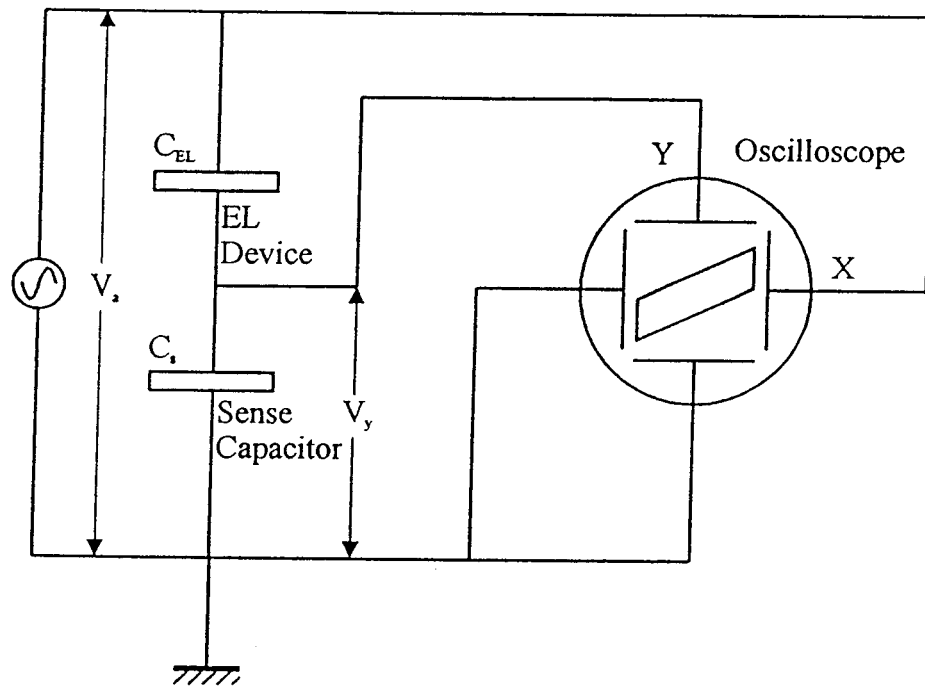 C_EL
Y
Oscilloscope
EL
Device
V_a
X
C_s
Sense
Capacitor
V_y